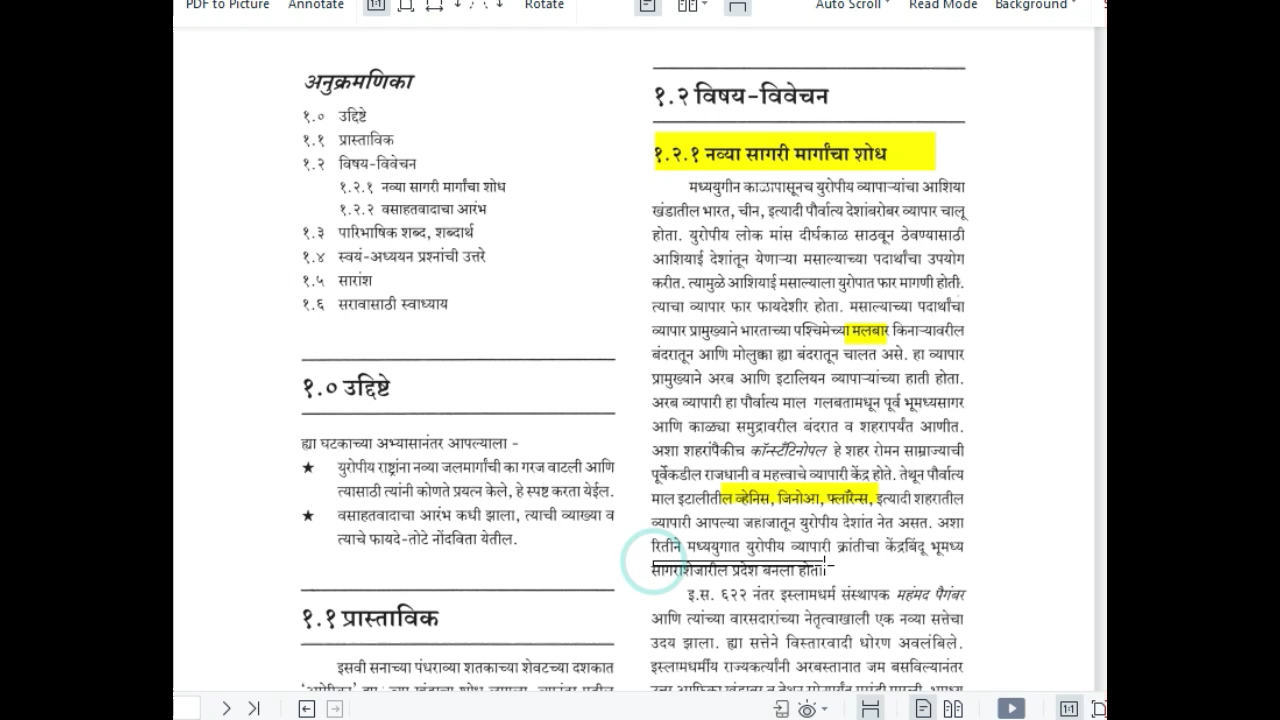 PDF to Picture Annotate Rotate Auto Scroll Read Mode Background
अनुक्रमणिका
१.० उद्दिष्टे
१.१ प्रास्ताविक
१.२ विषय-विवेचन
१.२.१ नव्या सागरी मार्गांचा शोध
१.२.२ वसाहतवादाचा आरंभ
१.३ पारिभाषिक शब्द, शब्दार्थ
१.४ स्वयं-अध्ययन प्रश्नांची उत्तरे
१.५ सारांश
१.६ सरावासाठी स्वाध्याय
१.० उद्दिष्टे
ह्या घटकाच्या अभ्यासानंतर आपल्याला -
★ युरोपीय राष्ट्रांना नव्या जलमार्गांची का गरज वाटली आणि
त्यासाठी त्यांनी कोणते प्रयत्न केले, हे स्पष्ट करता येईल.
★ वसाहतवादाचा आरंभ कधी झाला, त्याची व्याख्या व
त्याचे फायदे-तोटे नोंदविता येतील.
१.१ प्रास्ताविक
इसवी सनाच्या पंधराव्या शतकाच्या शेवटच्या दशकात
१.२ विषय-विवेचन
१.२.१ नव्या सागरी मार्गांचा शोध
मध्ययुगीन काळापासूनच युरोपीय व्यापाऱ्यांचा आशिया
खंडातील भारत, चीन, इत्यादी पौर्वात्य देशांबरोबर व्यापार चालू
होता. युरोपीय लोक मांस दीर्घकाळ साठवून ठेवण्यासाठी
आशियाई देशांतून येणाऱ्या मसाल्याच्या पदार्थांचा उपयोग
करीत. त्यामुळे आशियाई मसाल्याला युरोपात फार मागणी होती.
त्याचा व्यापार फार फायदेशीर होता. मसाल्याच्या पदार्थांचा
व्यापार प्रामुख्याने भारताच्या पश्चिमेच्या मलबार किनाऱ्यावरील
बंदरातून आणि मोलुक्का ह्या बंदरातून चालत असे. हा व्यापार
प्रामुख्याने अरब आणि इटालियन व्यापाऱ्यांच्या हाती होता.
अरब व्यापारी हा पौर्वात्य माल गलबतामधून पूर्व भूमध्यसागर
आणि काळ्या समुद्रावरील बंदरात व शहरापर्यंत आणीत.
अशा शहरांपैकीच कॉन्स्टँटिनोपल हे शहर रोमन साम्राज्याची
पूर्वेकडील राजधानी व महत्त्वाचे व्यापारी केंद्र होते. तेथून पौर्वात्य
माल इटालीतील व्हेनिस, जिनोआ, फ्लॉरेन्स, इत्यादी शहरातील
व्यापारी आपल्या जहाजातून युरोपीय देशांत नेत असत. अशा
रितीने मध्ययुगात युरोपीय व्यापारी क्रांतीचा केंद्रबिंदू भूमध्य
सागराशेजारील प्रदेश बनला होता.
इ.स. ६२२ नंतर इस्लामधर्म संस्थापक महंमद पैगंबर
आणि त्यांच्या वारसदारांच्या नेतृत्वाखाली एक नव्या सत्तेचा
उदय झाला. ह्या सत्तेने विस्तारवादी धोरण अवलंबिले.
इस्लामधर्मीय राज्यकर्त्यांनी अरबस्तानात जम बसविल्यानंतर